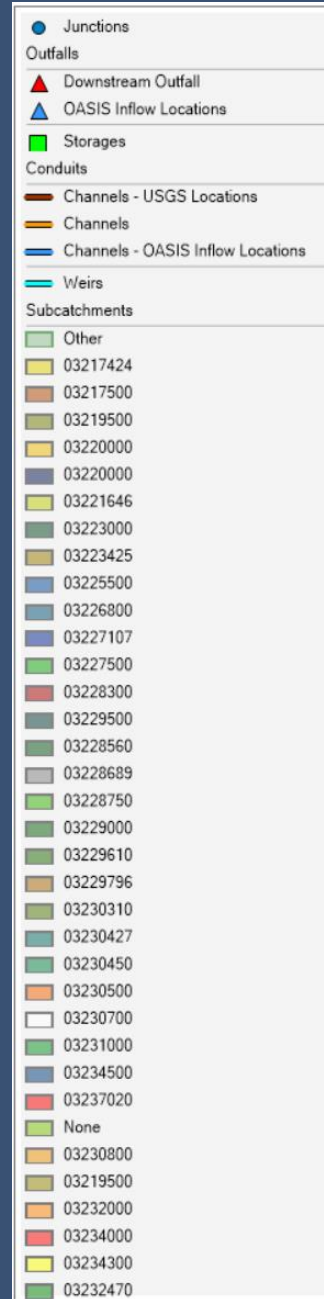 Junctions
Outfalls
Downstream Outfall
OASIS Inflow Locations
Storages
Conduits
Channels - USGS Locations
Channels
Channels - OASIS Inflow Locations
Weirs
Subcatchments
Other
03217424
03217500
03219500
03220000
03220000
03221646
03223000
03223425
03225500
03226800
03227107
03227500
03228300
03229500
03228560
03228689
03228750
03229000
03229610
03229796
03230310
03230427
03230450
03230500
03230700
03231000
03234500
03237020
None
03230800
03219500
03232000
03234000
03234300
03232470